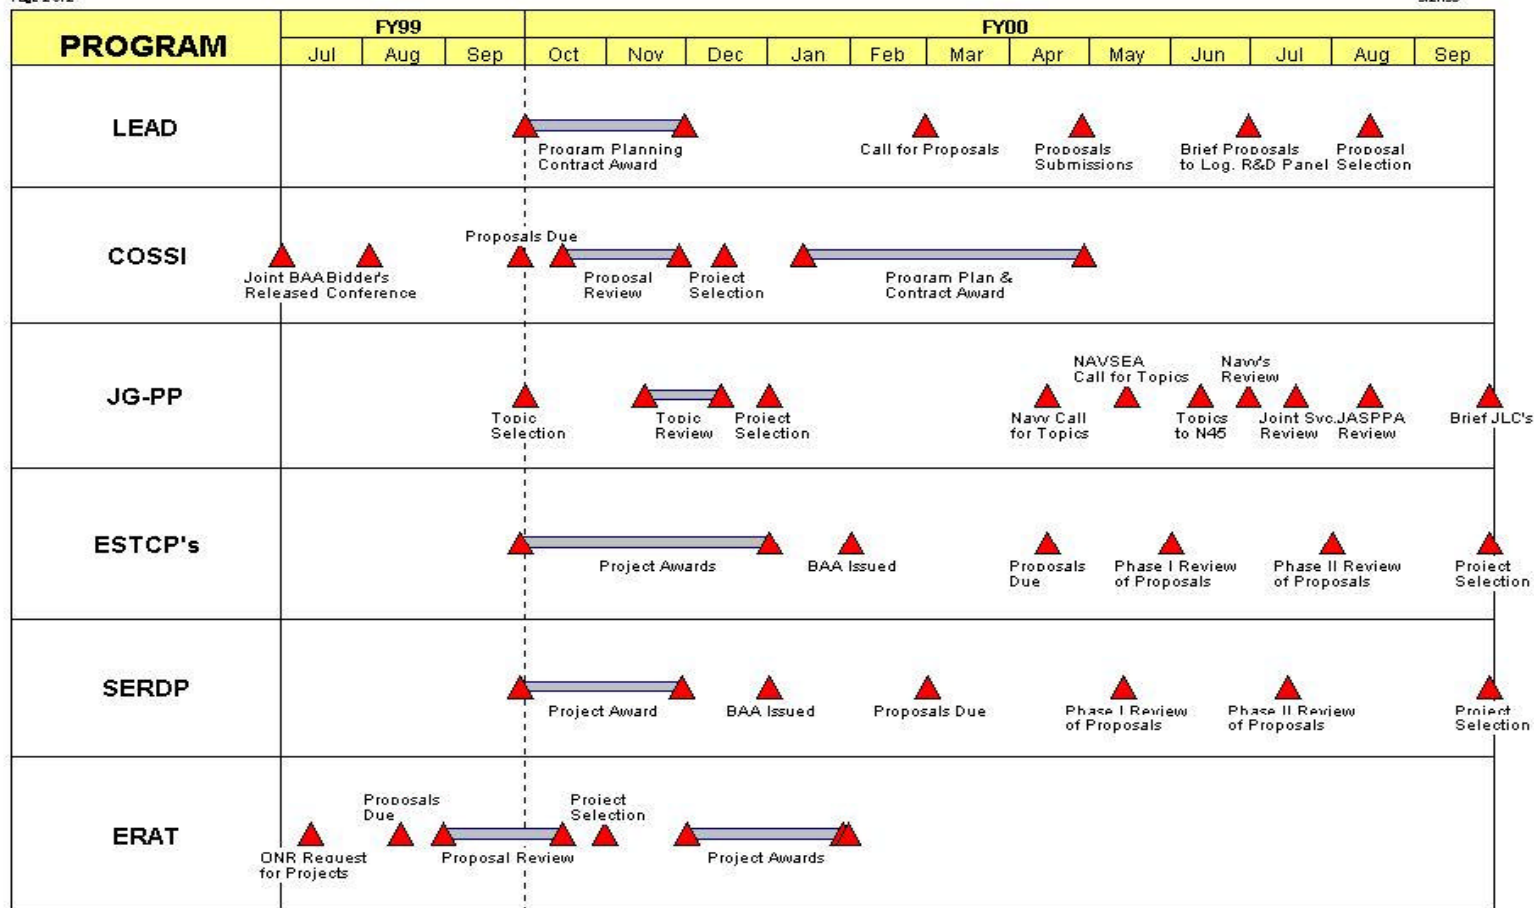 PROGRAM
FY99
FY00
Jul Aug Sep Oct Nov Dec Jan Feb Mar Apr May Jun Jul Aug Sep
LEAD
Program Planning
Contract Award
Call for Proposals
Proposals
Submissions
Brief Proposals
to Log. R&D Panel
Proposal
Selection
COSSI
Joint BAA
Released
Bidder's
Conference
Proposals Due
Proposal
Review
Project
Selection
Program Plan &
Contract Award
JG-PP
Topic
Selection
Topic
Review
Project
Selection
Navy Call
for Topics
NAVSEA
Call for Topics
Topics
to N45
Navy's
Review
Joint Svc.
Review
JASPPA
Review
Brief JLC's
ESTCP's
Project Awards
BAA Issued
Proposals
Due
Phase I Review
of Proposals
Phase II Review
of Proposals
Project
Selection
SERDP
Project Award
BAA Issued
Proposals Due
Phase I Review
of Proposals
Phase II Review
of Proposals
Project
Selection
ERAT
ONR Request
for Projects
Proposals
Due
Proposal Review
Project
Selection
Project Awards